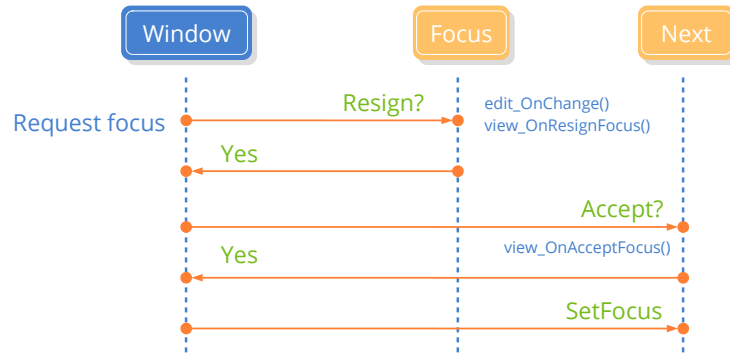 Window
Focus
Next
Request focus
Resign?
edit_OnChange()
view_OnResignFocus()
Yes
Accept?
Yes
view_OnAcceptFocus()
SetFocus